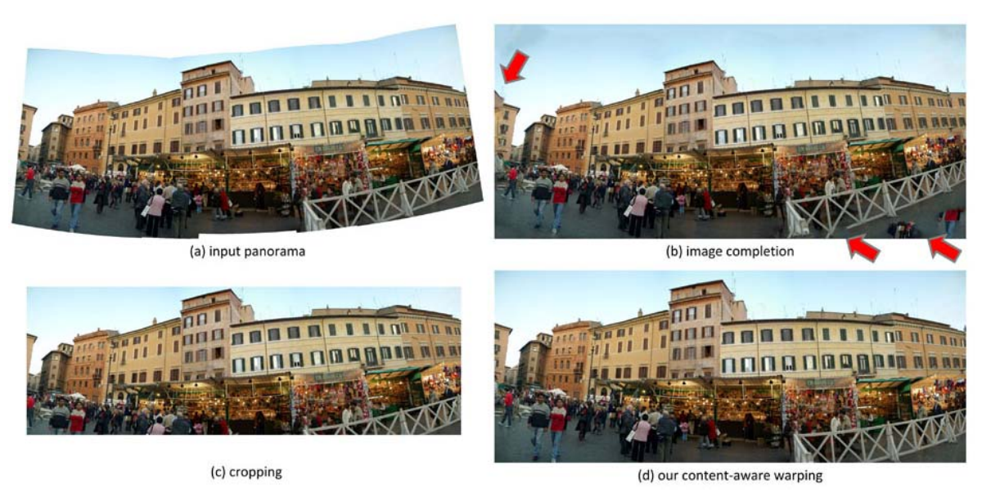 (a) input panorama
(b) image completion
(c) cropping
(d) our content-aware warping